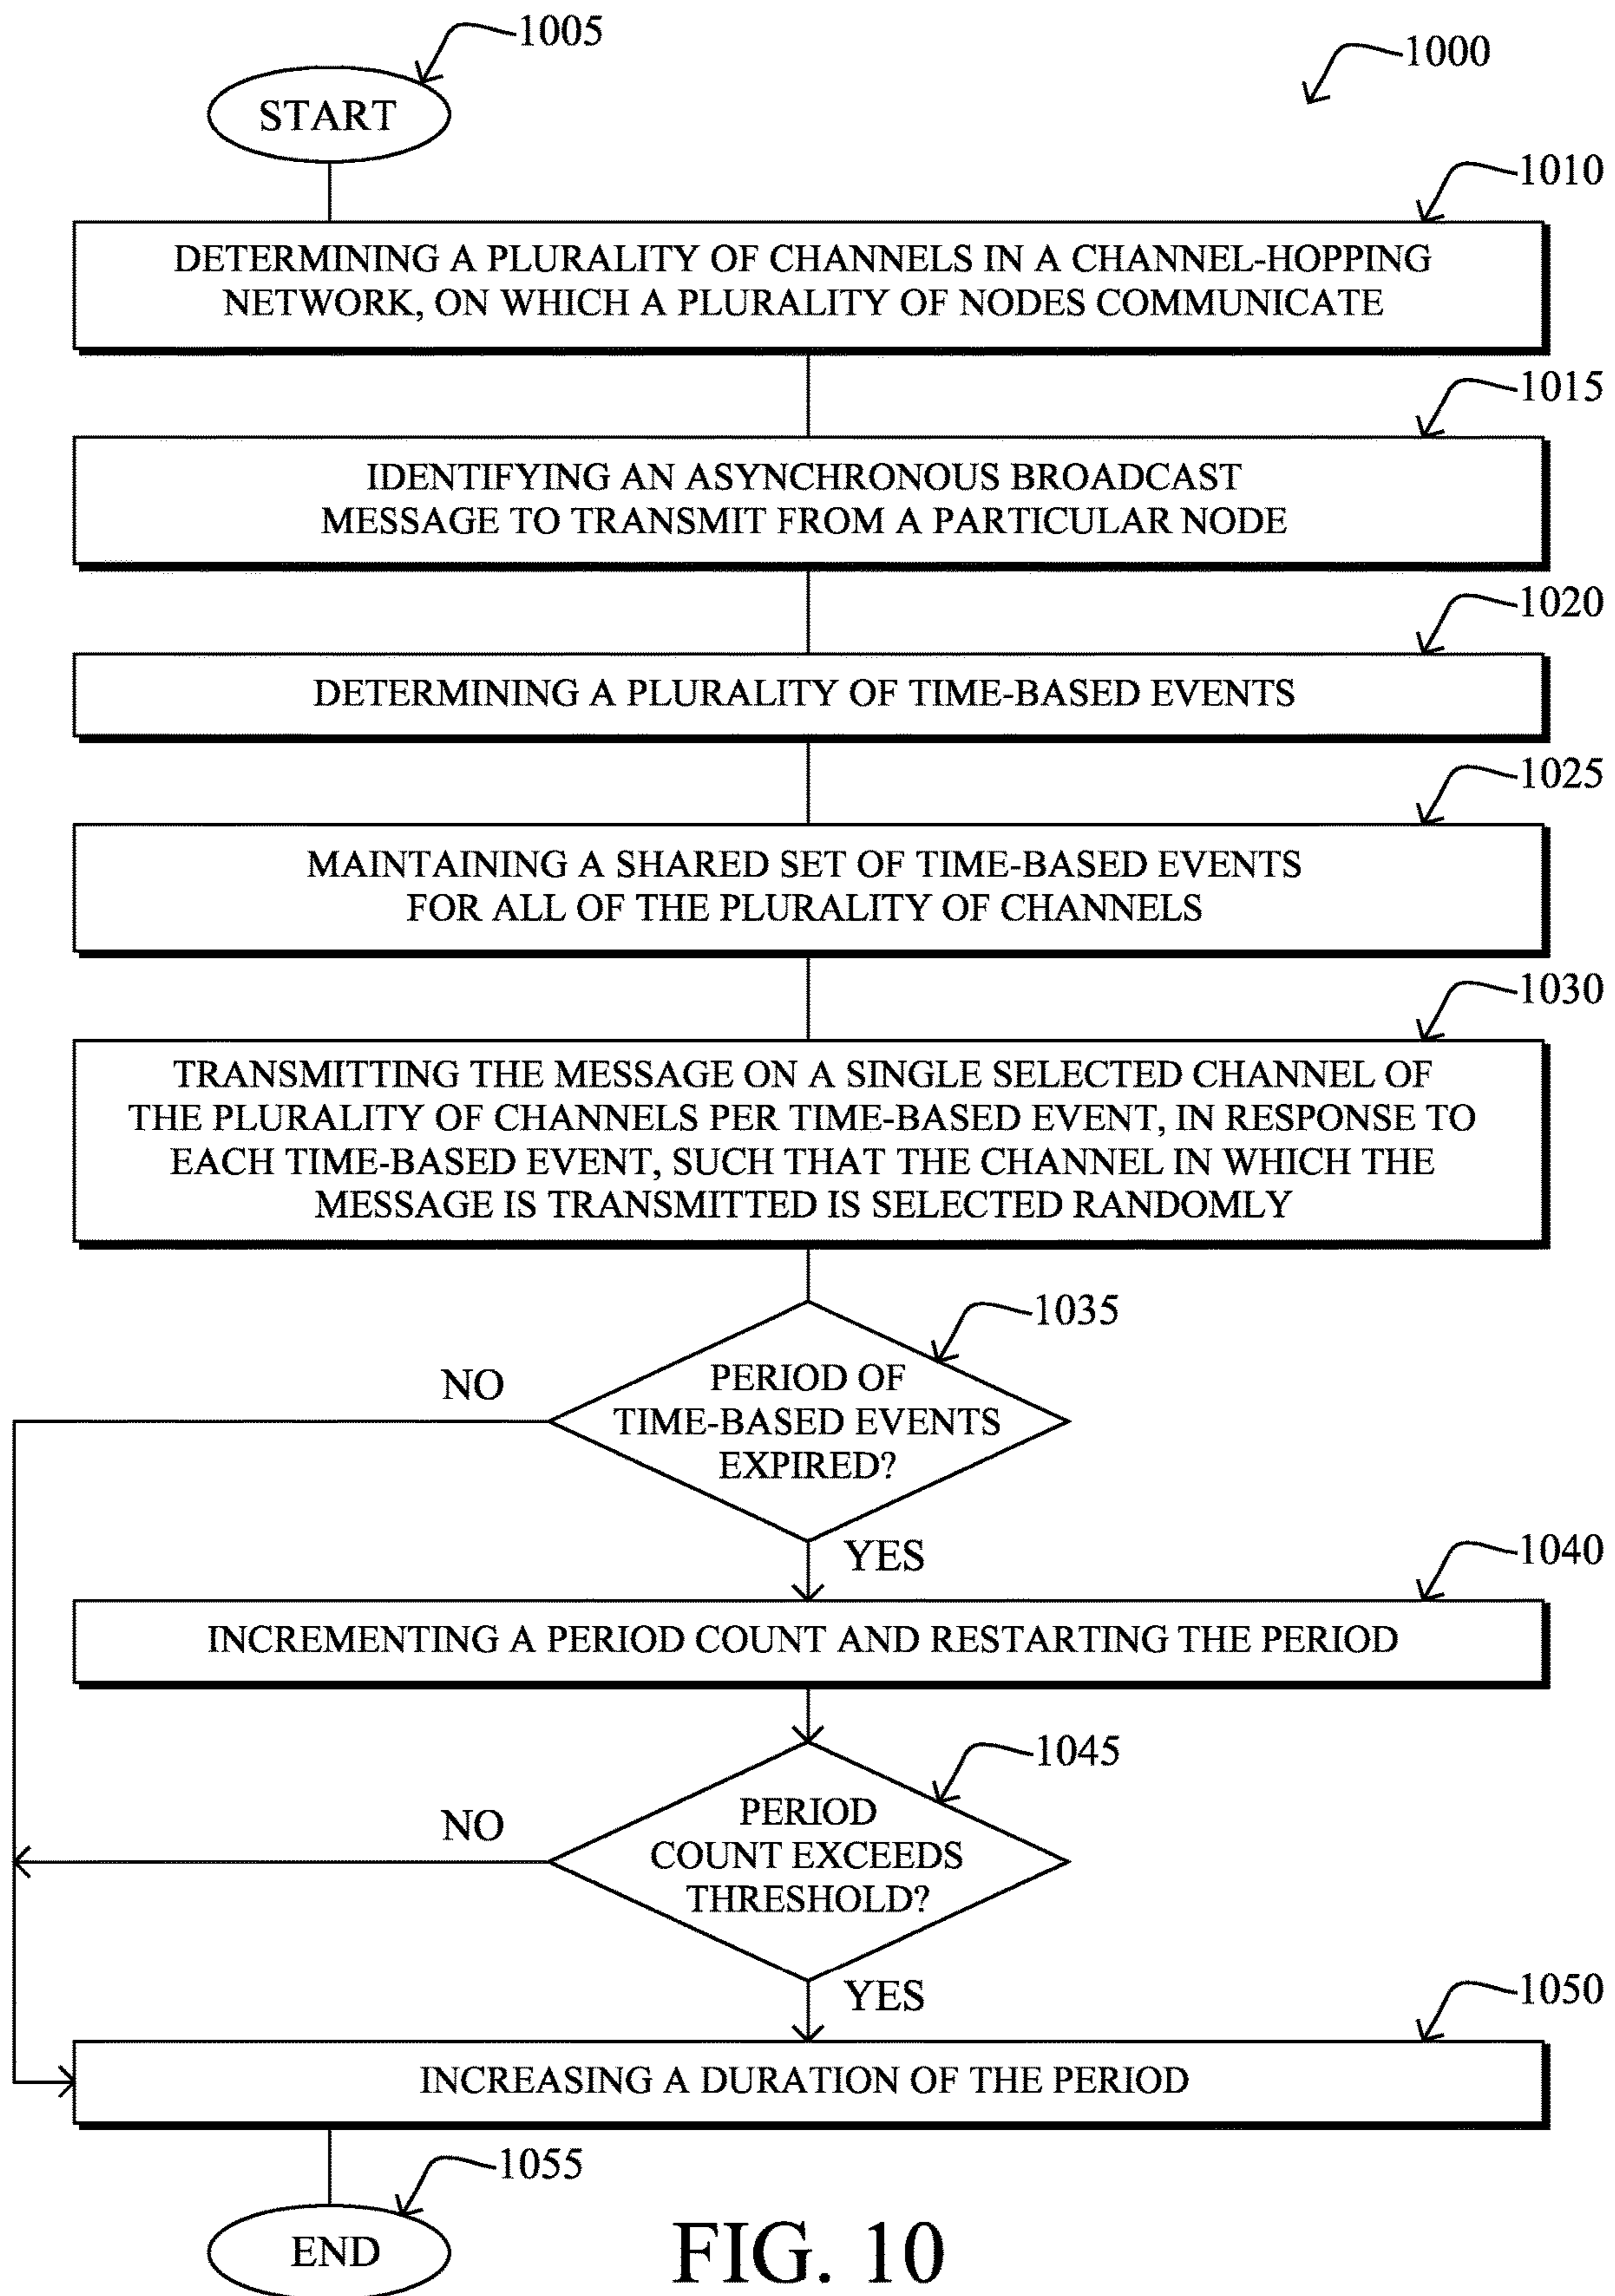 1005
1000
START
1010
DETERMINING A PLURALITY OF CHANNELS IN A CHANNEL-HOPPING
NETWORK, ON WHICH A PLURALITY OF NODES COMMUNICATE
1015
IDENTIFYING AN ASYNCHRONOUS BROADCAST
MESSAGE TO TRANSMIT FROM A PARTICULAR NODE
1020
DETERMINING A PLURALITY OF TIME-BASED EVENTS
1025
MAINTAINING A SHARED SET OF TIME-BASED EVENTS
FOR ALL OF THE PLURALITY OF CHANNELS
1030
TRANSMITTING THE MESSAGE ON A SINGLE SELECTED CHANNEL OF
THE PLURALITY OF CHANNELS PER TIME-BASED EVENT, IN RESPONSE TO
EACH TIME-BASED EVENT, SUCH THAT THE CHANNEL IN WHICH THE
MESSAGE IS TRANSMITTED IS SELECTED RANDOMLY
1035
NO
PERIOD OF
TIME-BASED EVENTS
EXPIRED?
YES
1040
INCREMENTING A PERIOD COUNT AND RESTARTING THE PERIOD
1045
NO
PERIOD
COUNT EXCEEDS
THRESHOLD?
YES
1050
INCREASING A DURATION OF THE PERIOD
1055
END
FIG. 10